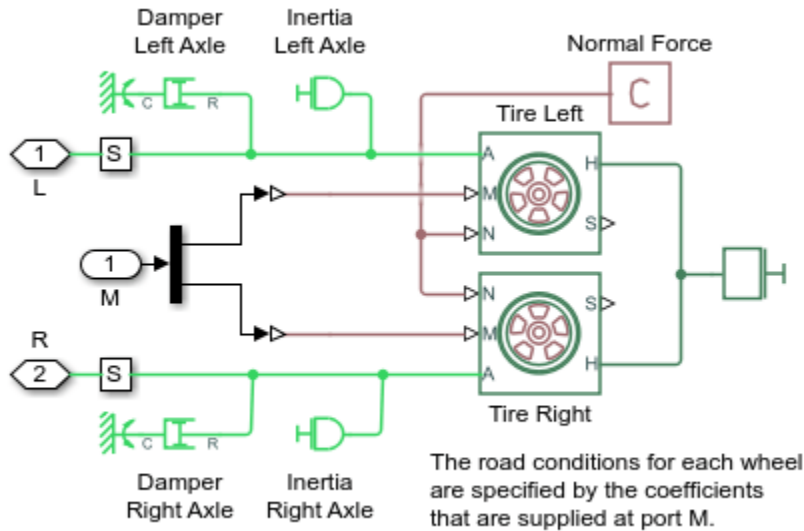 Damper
Left Axle
Inertia
Left Axle
Normal Force
C
C
R
Tire Left
1
L
S
A
H
M
N
S
1
M
N
S
M
H
R
2
S
A
C
R
Tire Right
Damper
Right Axle
Inertia
Right Axle
The road conditions for each wheel
are specified by the coefficients
that are supplied at port M.